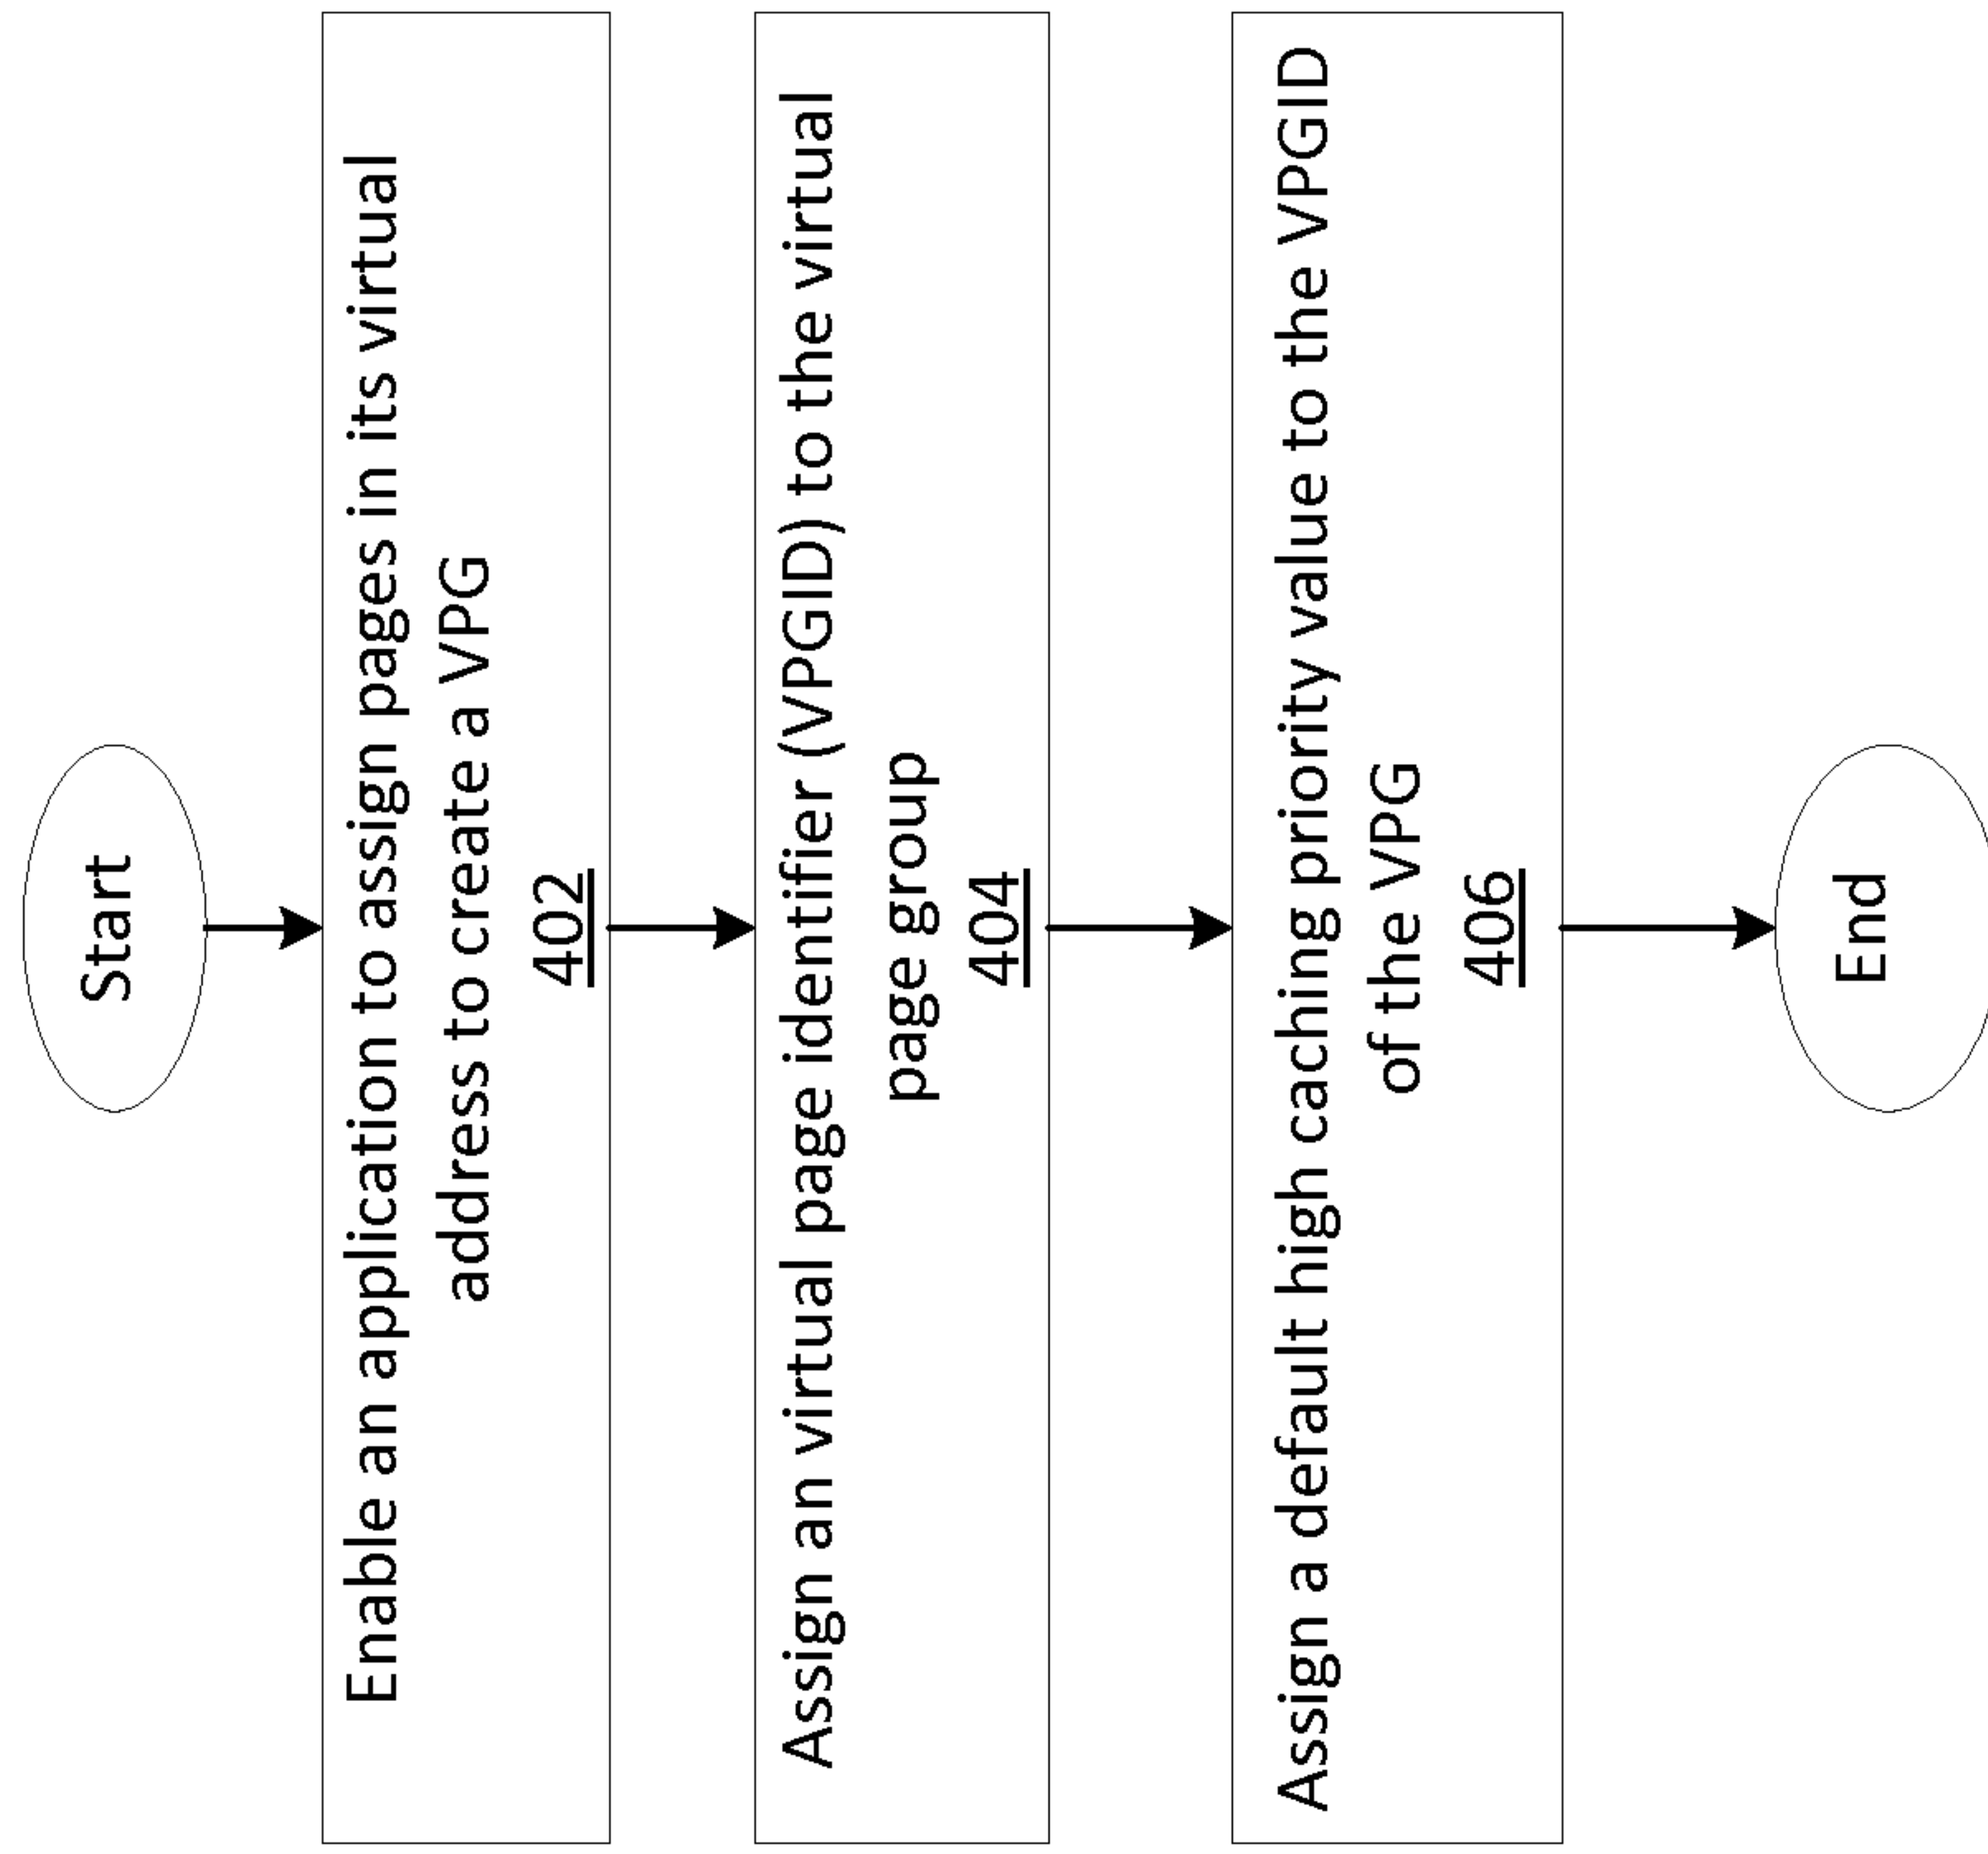 Start
Enable an application to assign pages in its virtual
address to create a VPG
402
Assign an virtual page identifier (VPGID) to the virtual
page group
404
Assign a default high caching priority value to the VPGID
of the VPG
406
End